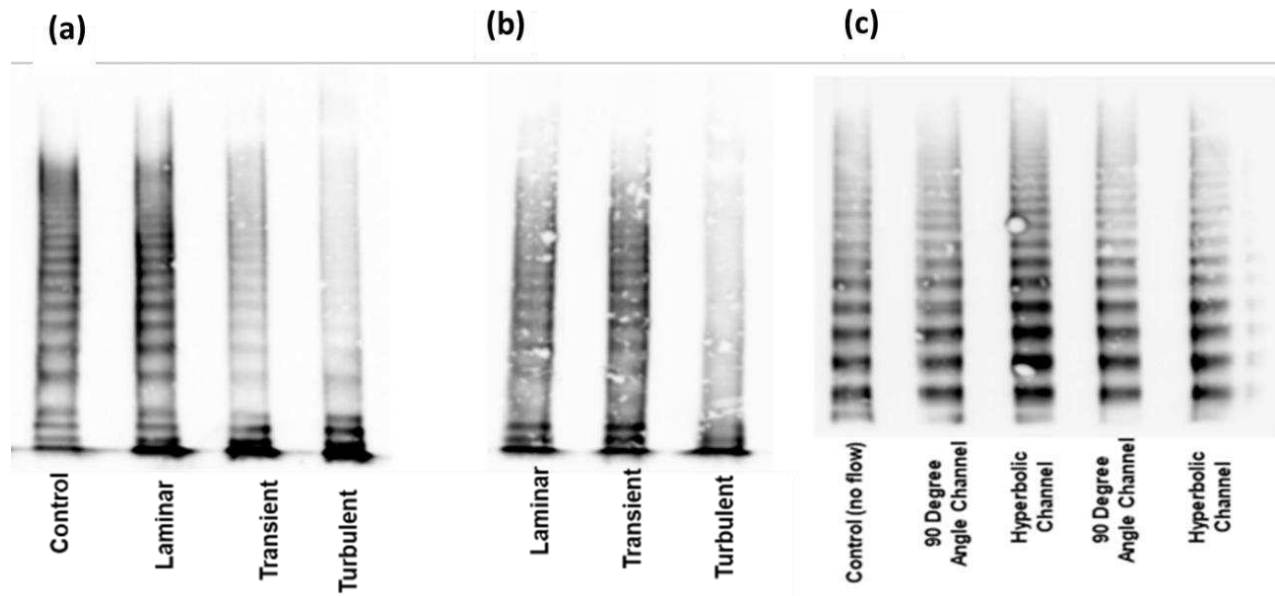 (a)
(b)
(c)
Control
Laminar
Transient
Turbulent
Laminar
Transient
Turbulent
Control (no flow)
90 Degree
Angle Channel
Hyperbolic
Channel
90 Degree
Angle Channel
Hyperbolic
Channel